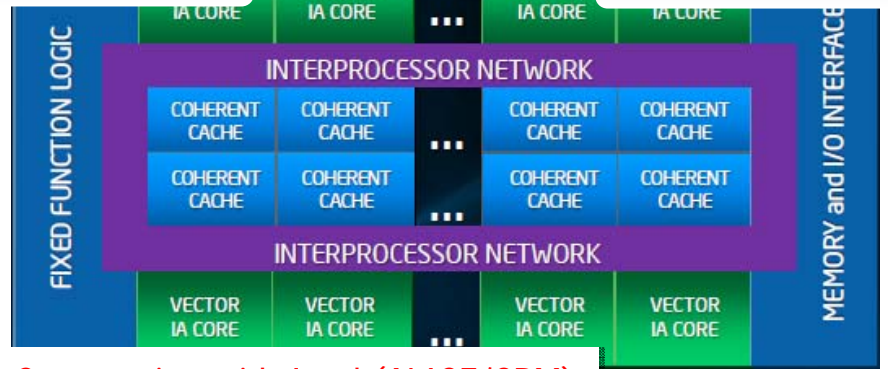 IA CORE IA CORE ... IA CORE IA CORE
INTERPROCESSOR NETWORK
COHERENT CACHE COHERENT CACHE ... COHERENT CACHE COHERENT CACHE
COHERENT CACHE COHERENT CACHE ... COHERENT CACHE COHERENT CACHE
INTERPROCESSOR NETWORK
VECTOR IA CORE VECTOR IA CORE ... VECTOR IA CORE VECTOR IA CORE
FIXED FUNCTION LOGIC
MEMORY and I/O INTERFACE